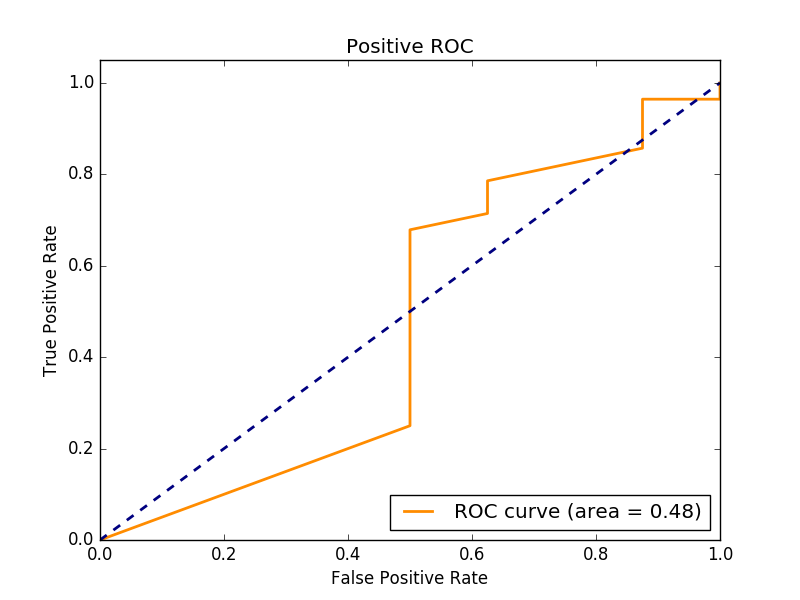 Positive ROC
True Positive Rate
1.0
0.8
0.6
0.4
0.2
0.0
ROC curve (area = 0.48)
0.0 0.2 0.4 0.6 0.8 1.0
False Positive Rate